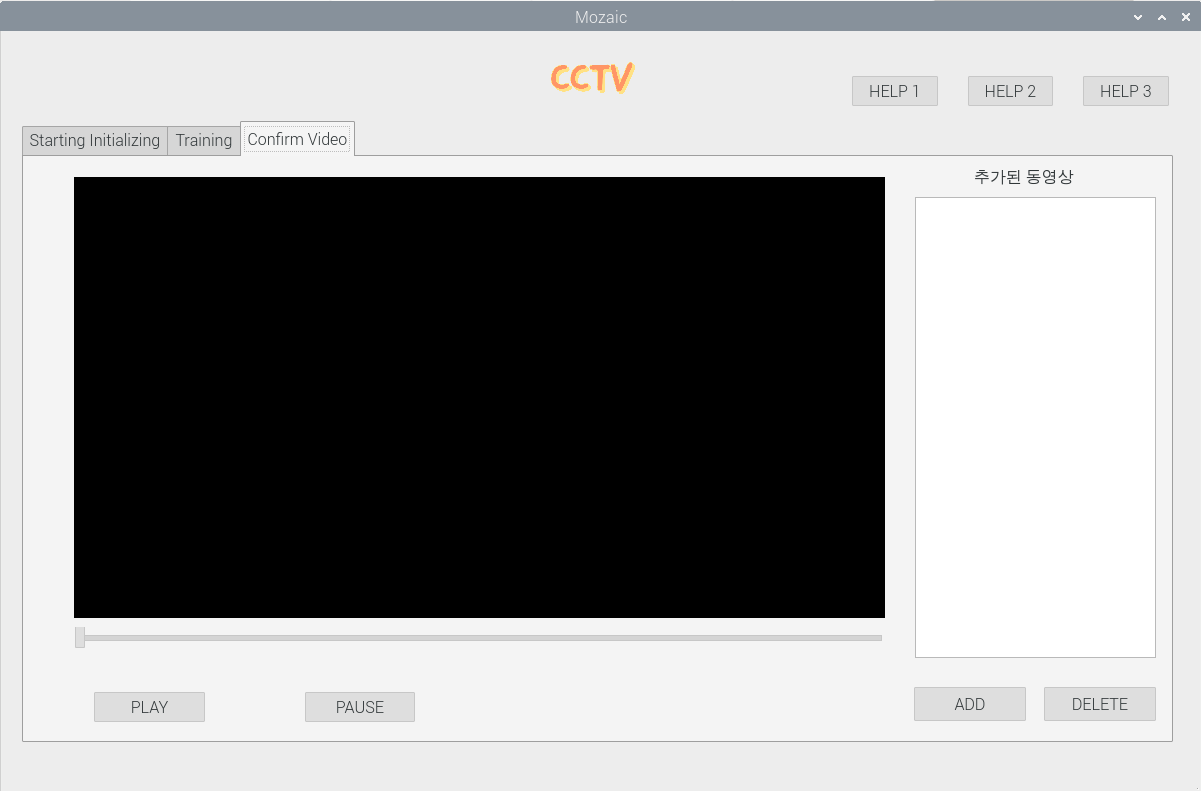 Mozaic
CCTV
HELP 1
HELP 2
HELP 3
Starting Initializing
Training
Confirm Video
추가된 동영상
PLAY
PAUSE
ADD
DELETE